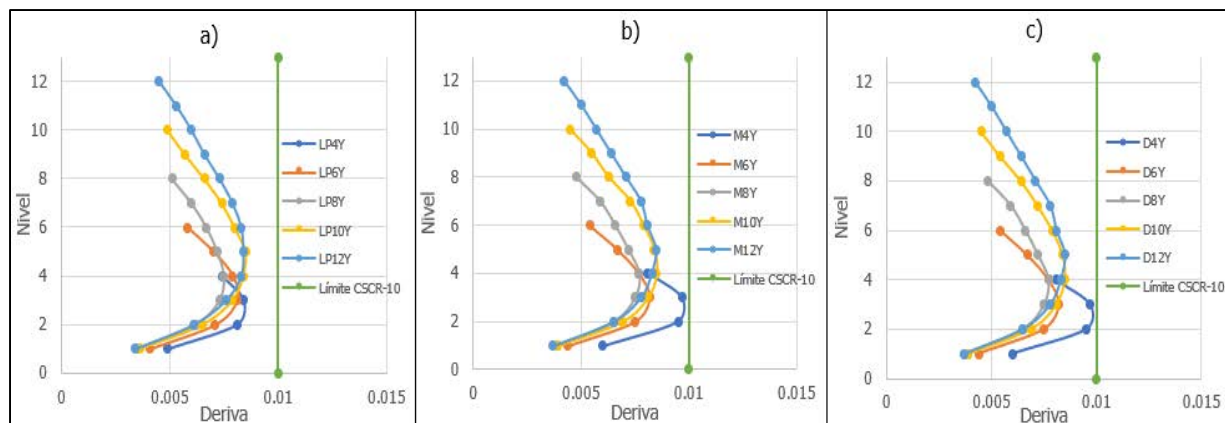 a)
Nivel
12
10
8
6
4
2
0
0
0.005
0.01
0.015
Deriva
LP4Y
LP6Y
LP8Y
LP10Y
LP12Y
Límite CSCR-10
b)
Nivel
12
10
8
6
4
2
0
0
0.005
0.01
0.015
Deriva
M4Y
M6Y
M8Y
M10Y
M12Y
Límite CSCR-10
c)
Nivel
12
10
8
6
4
2
0
0
0.005
0.01
0.015
Deriva
D4Y
D6Y
D8Y
D10Y
D12Y
Límite CSCR-10